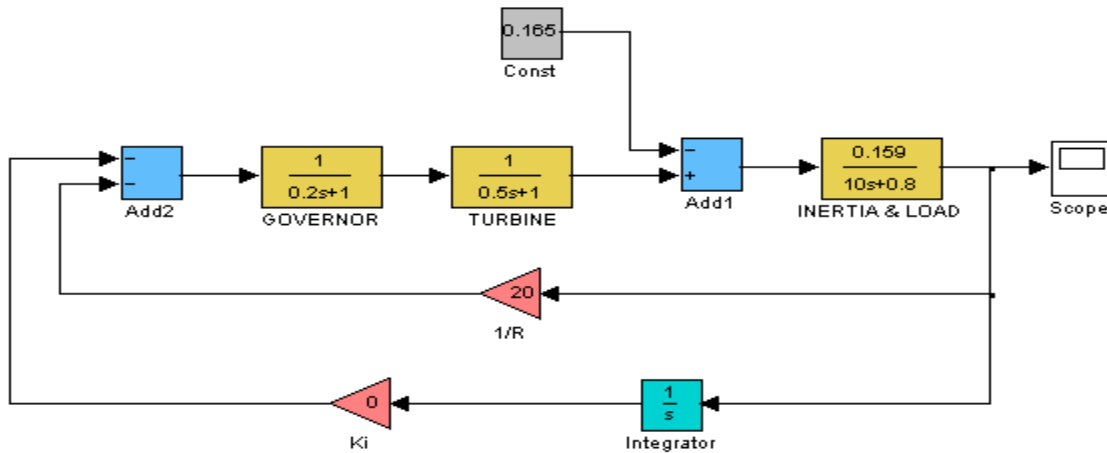 0.165
Const
−
−
Add2
1
0.2s+1
GOVERNOR
1
0.5s+1
TURBINE
−
+
Add1
0.159
10s+0.8
INERTIA & LOAD
Scope
20
1/R
0
Ki
1
s
Integrator